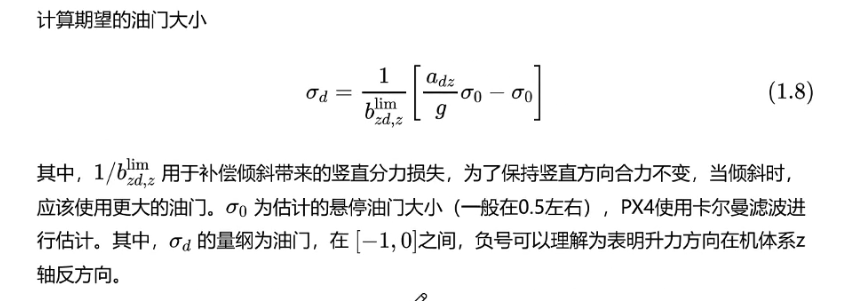 计算期望的油门大小
σ_d = \frac{1}{b_{zd,z}^{lim}} \left[ \frac{a_{dz}}{g} σ_0 − σ_0 \right] (1.8)
其中，1/b_{zd,z}^{lim} 用于补偿倾斜带来的竖直分力损失，为了保持竖直方向合力不变，当倾斜时，
应该使用更大的油门。σ_0 为估计的悬停油门大小（一般在0.5左右），PX4使用卡尔曼滤波进
行估计。其中，σ_d 的量纲为油门，在 [−1, 0]之间，负号可以理解为表明升力方向在机体系z
轴反方向。